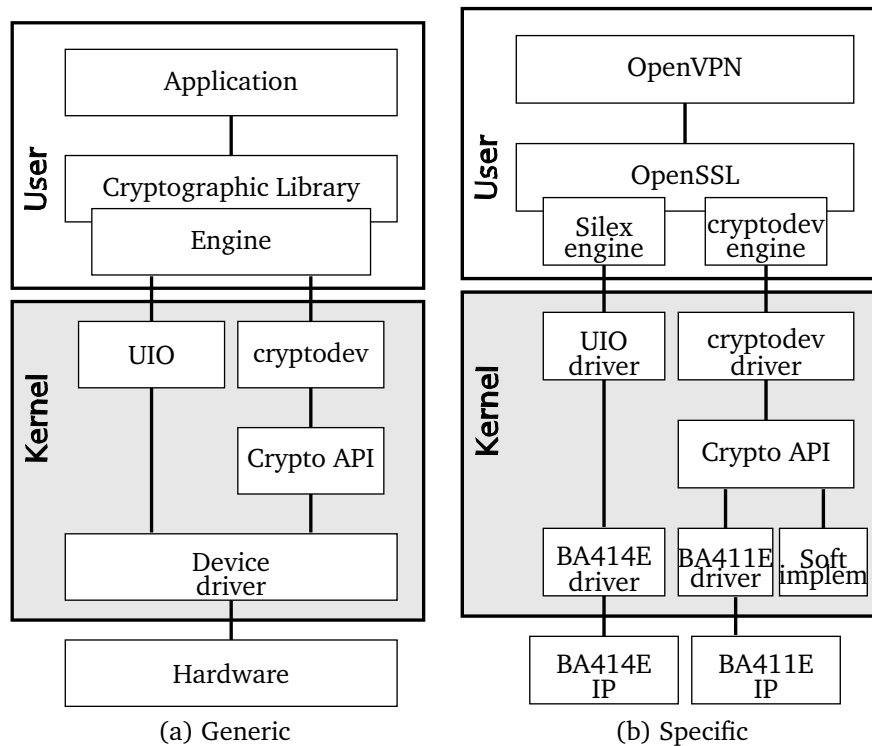 User
Application
Cryptographic Library
Engine
Kernel
UIO
cryptodev
Crypto API
Device
driver
Hardware
(a) Generic
User
OpenVPN
OpenSSL
Silex
engine
cryptodev
engine
Kernel
UIO
driver
cryptodev
driver
Crypto API
BA414E
driver
BA411E
driver
Soft
implem
BA414E
IP
BA411E
IP
(b) Specific